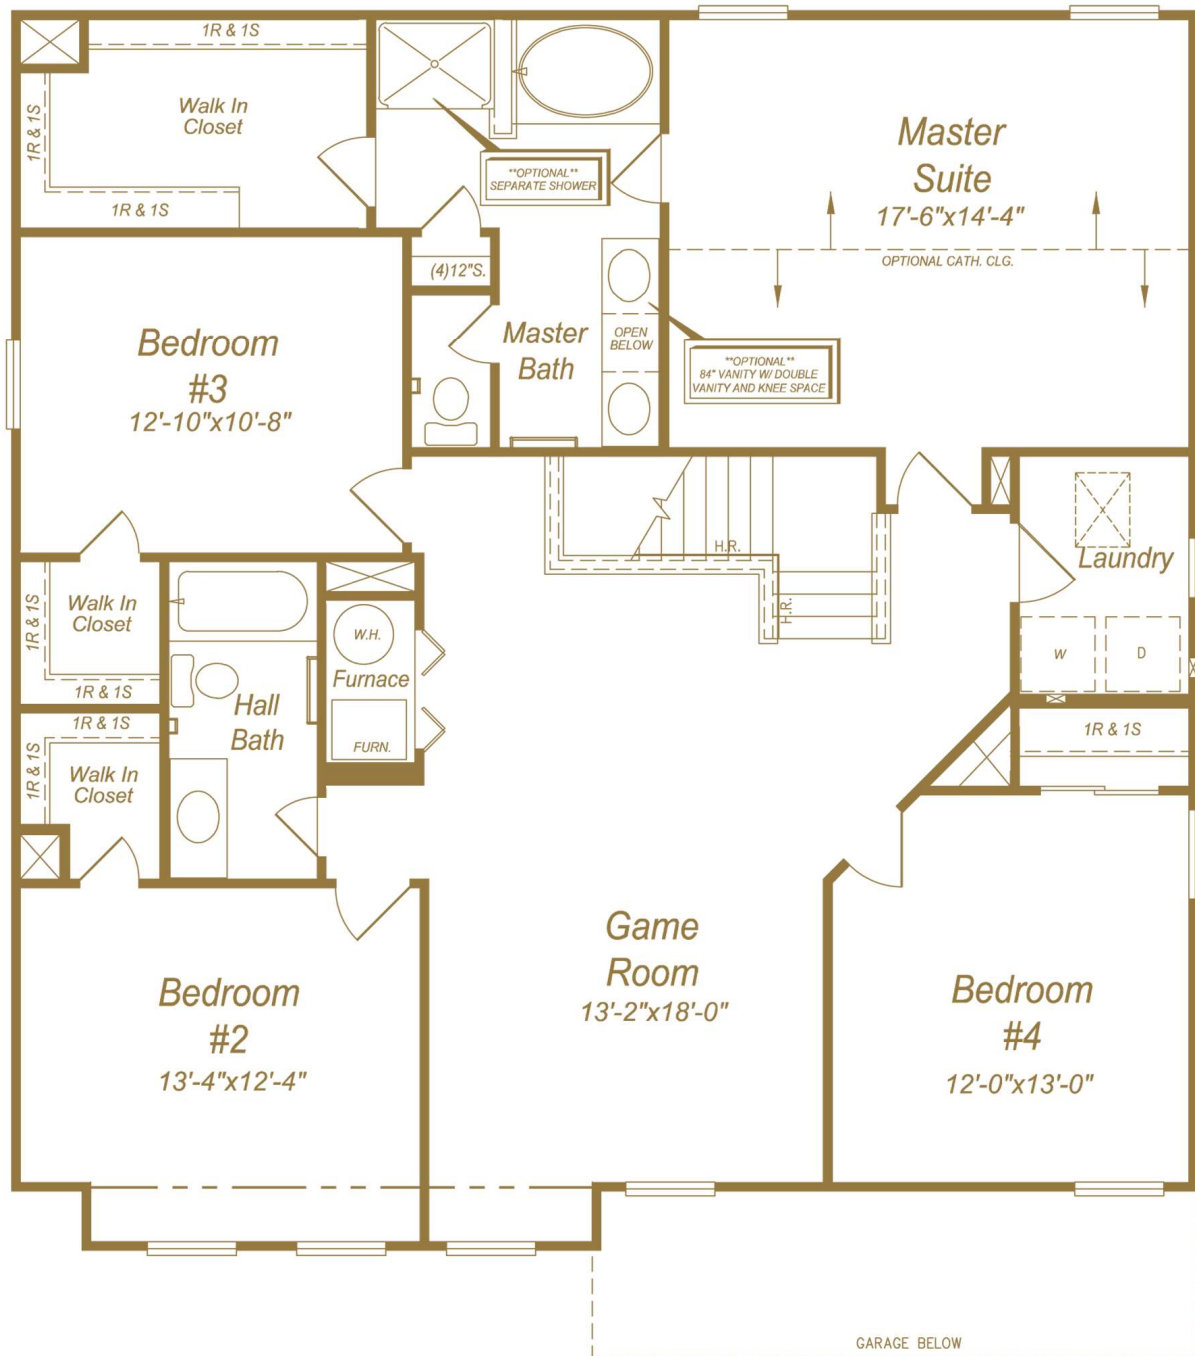 1R & 1S
Walk In
Closet
1R & 1S
1R & 1S
**OPTIONAL**
SEPARATE SHOWER
Master
Suite
17'-6"x14'-4"
OPTIONAL CATH. CLG.
(4)12"S.
Master
Bath
OPEN
BELOW
**OPTIONAL**
84" VANITY W/ DOUBLE
VANITY AND KNEE SPACE
Bedroom
#3
12'-10"x10'-8"
H.R.
H.R.
Laundry
W
D
1R & 1S
Walk In
Closet
1R & 1S
1R & 1S
W.H.
Furnace
FURN.
Hall
Bath
1R & 1S
1R & 1S
Walk In
Closet
1R & 1S
Game
Room
13'-2"x18'-0"
Bedroom
#2
13'-4"x12'-4"
Bedroom
#4
12'-0"x13'-0"
GARAGE BELOW